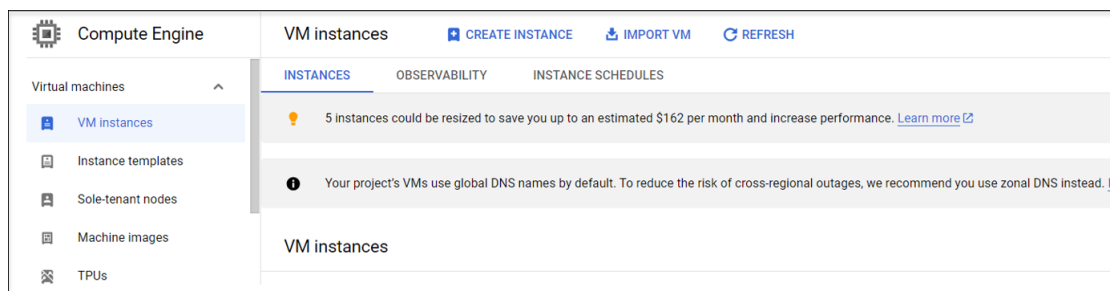 Compute Engine
VM instances
CREATE INSTANCE
IMPORT VM
REFRESH
Virtual machines
VM instances
Instance templates
Sole-tenant nodes
Machine images
TPUs
INSTANCES
OBSERVABILITY
INSTANCE SCHEDULES
5 instances could be resized to save you up to an estimated $162 per month and increase performance. Learn more
Your project's VMs use global DNS names by default. To reduce the risk of cross-regional outages, we recommend you use zonal DNS instead.
VM instances